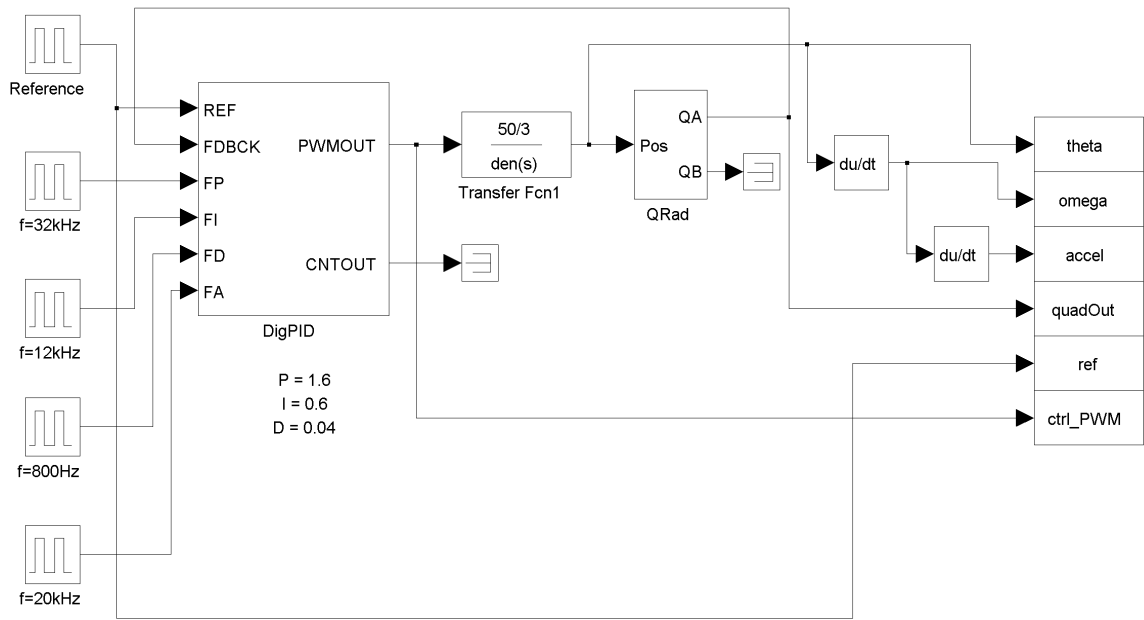 Reference
f=32kHz
f=12kHz
f=800Hz
f=20kHz
REF
FDBCK
FP
FI
FD
FA
PWMOUT
CNTOUT
DigPID
P = 1.6
I = 0.6
D = 0.04
50/3
den(s)
Transfer Fcn1
Pos
QA
QB
QRad
du/dt
du/dt
theta
omega
accel
quadOut
ref
ctrl_PWM